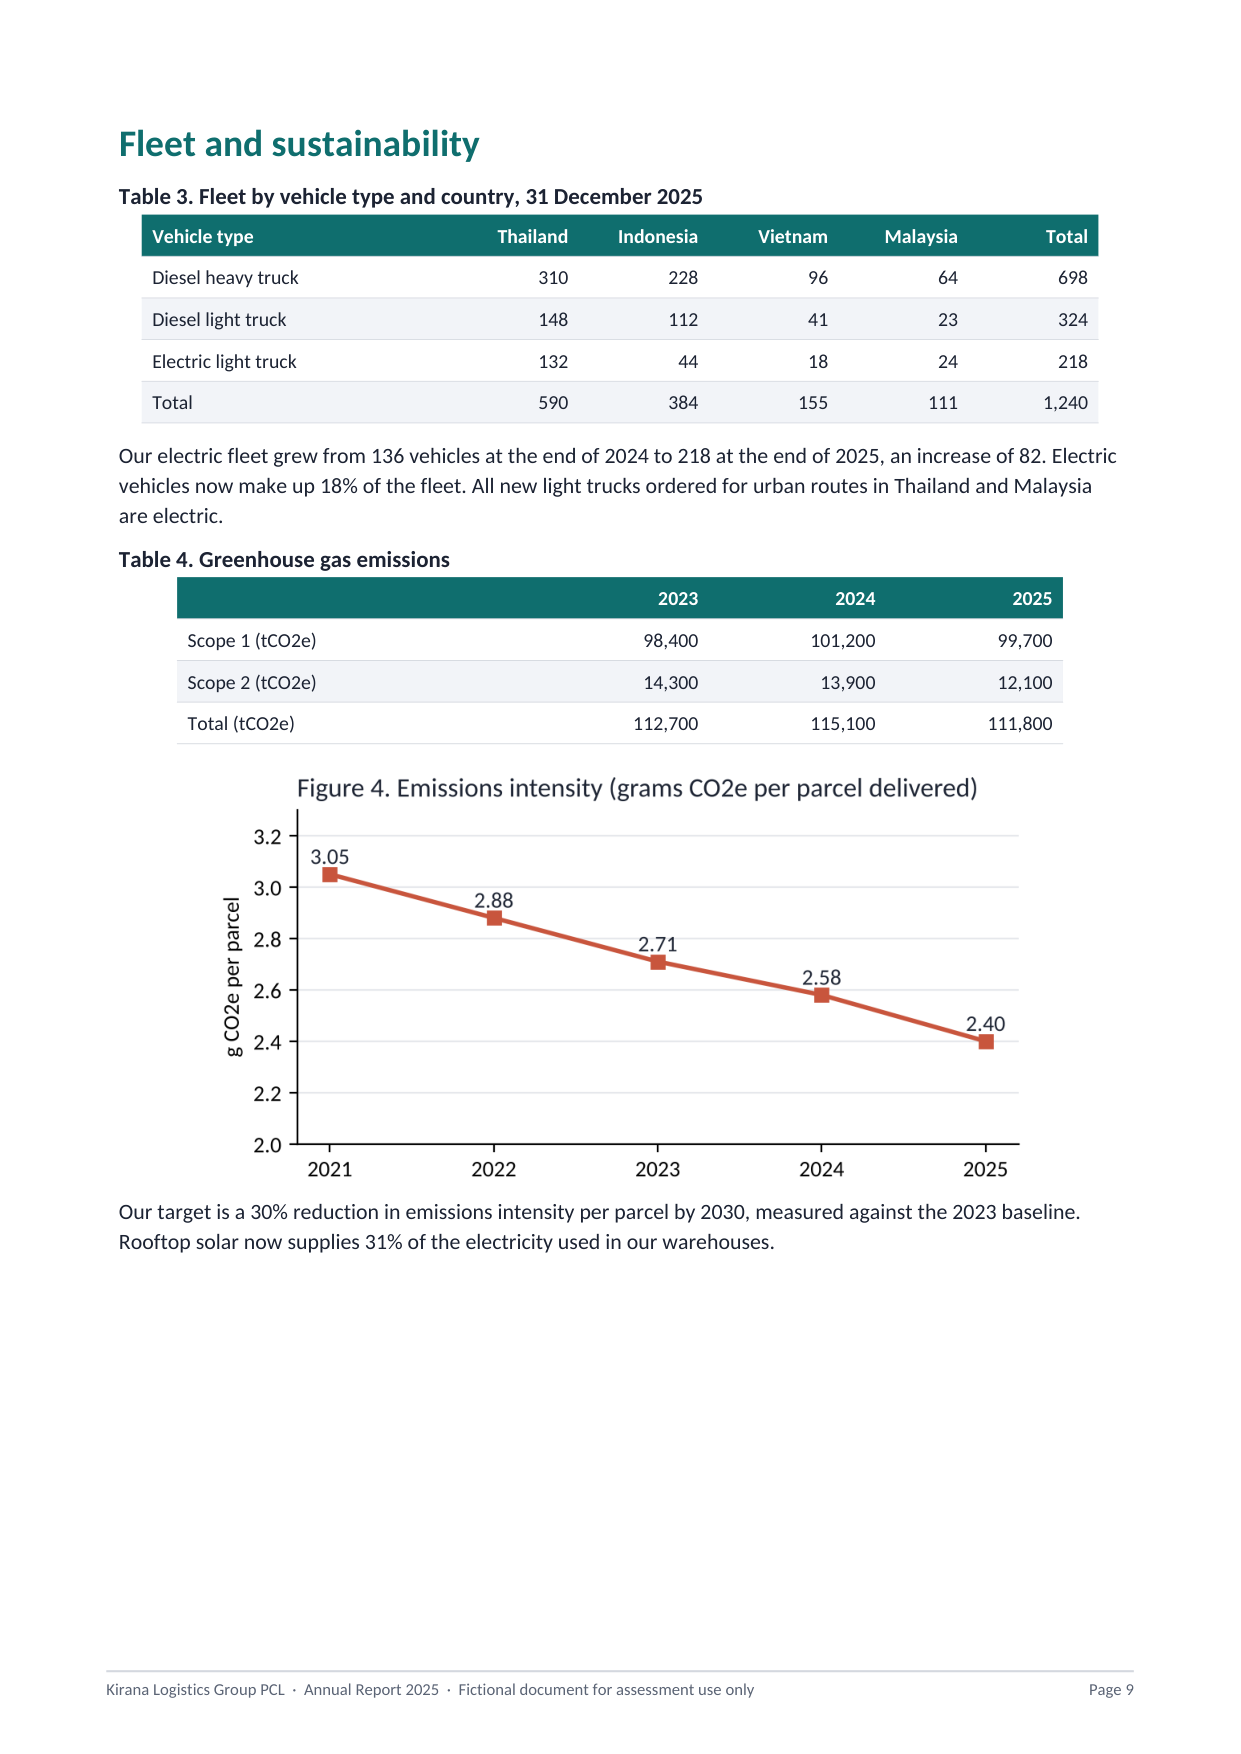 Fleet and sustainability
Table 3. Fleet by vehicle type and country, 31 December 2025
Vehicle type Thailand Indonesia Vietnam Malaysia Total
Diesel heavy truck 310 228 96 64 698
Diesel light truck 148 112 41 23 324
Electric light truck 132 44 18 24 218
Total 590 384 155 111 1,240
Our electric fleet grew from 136 vehicles at the end of 2024 to 218 at the end of 2025, an increase of 82. Electric
vehicles now make up 18% of the fleet. All new light trucks ordered for urban routes in Thailand and Malaysia
are electric.
Table 4. Greenhouse gas emissions
2023 2024 2025
Scope 1 (tCO2e) 98,400 101,200 99,700
Scope 2 (tCO2e) 14,300 13,900 12,100
Total (tCO2e) 112,700 115,100 111,800
Figure 4. Emissions intensity (grams CO2e per parcel delivered)
g CO2e per parcel
3.2
3.0
2.8
2.6
2.4
2.2
2.0
3.05
2.88
2.71
2.58
2.40
2021 2022 2023 2024 2025
Our target is a 30% reduction in emissions intensity per parcel by 2030, measured against the 2023 baseline.
Rooftop solar now supplies 31% of the electricity used in our warehouses.
Kirana Logistics Group PCL · Annual Report 2025 · Fictional document for assessment use only Page 9